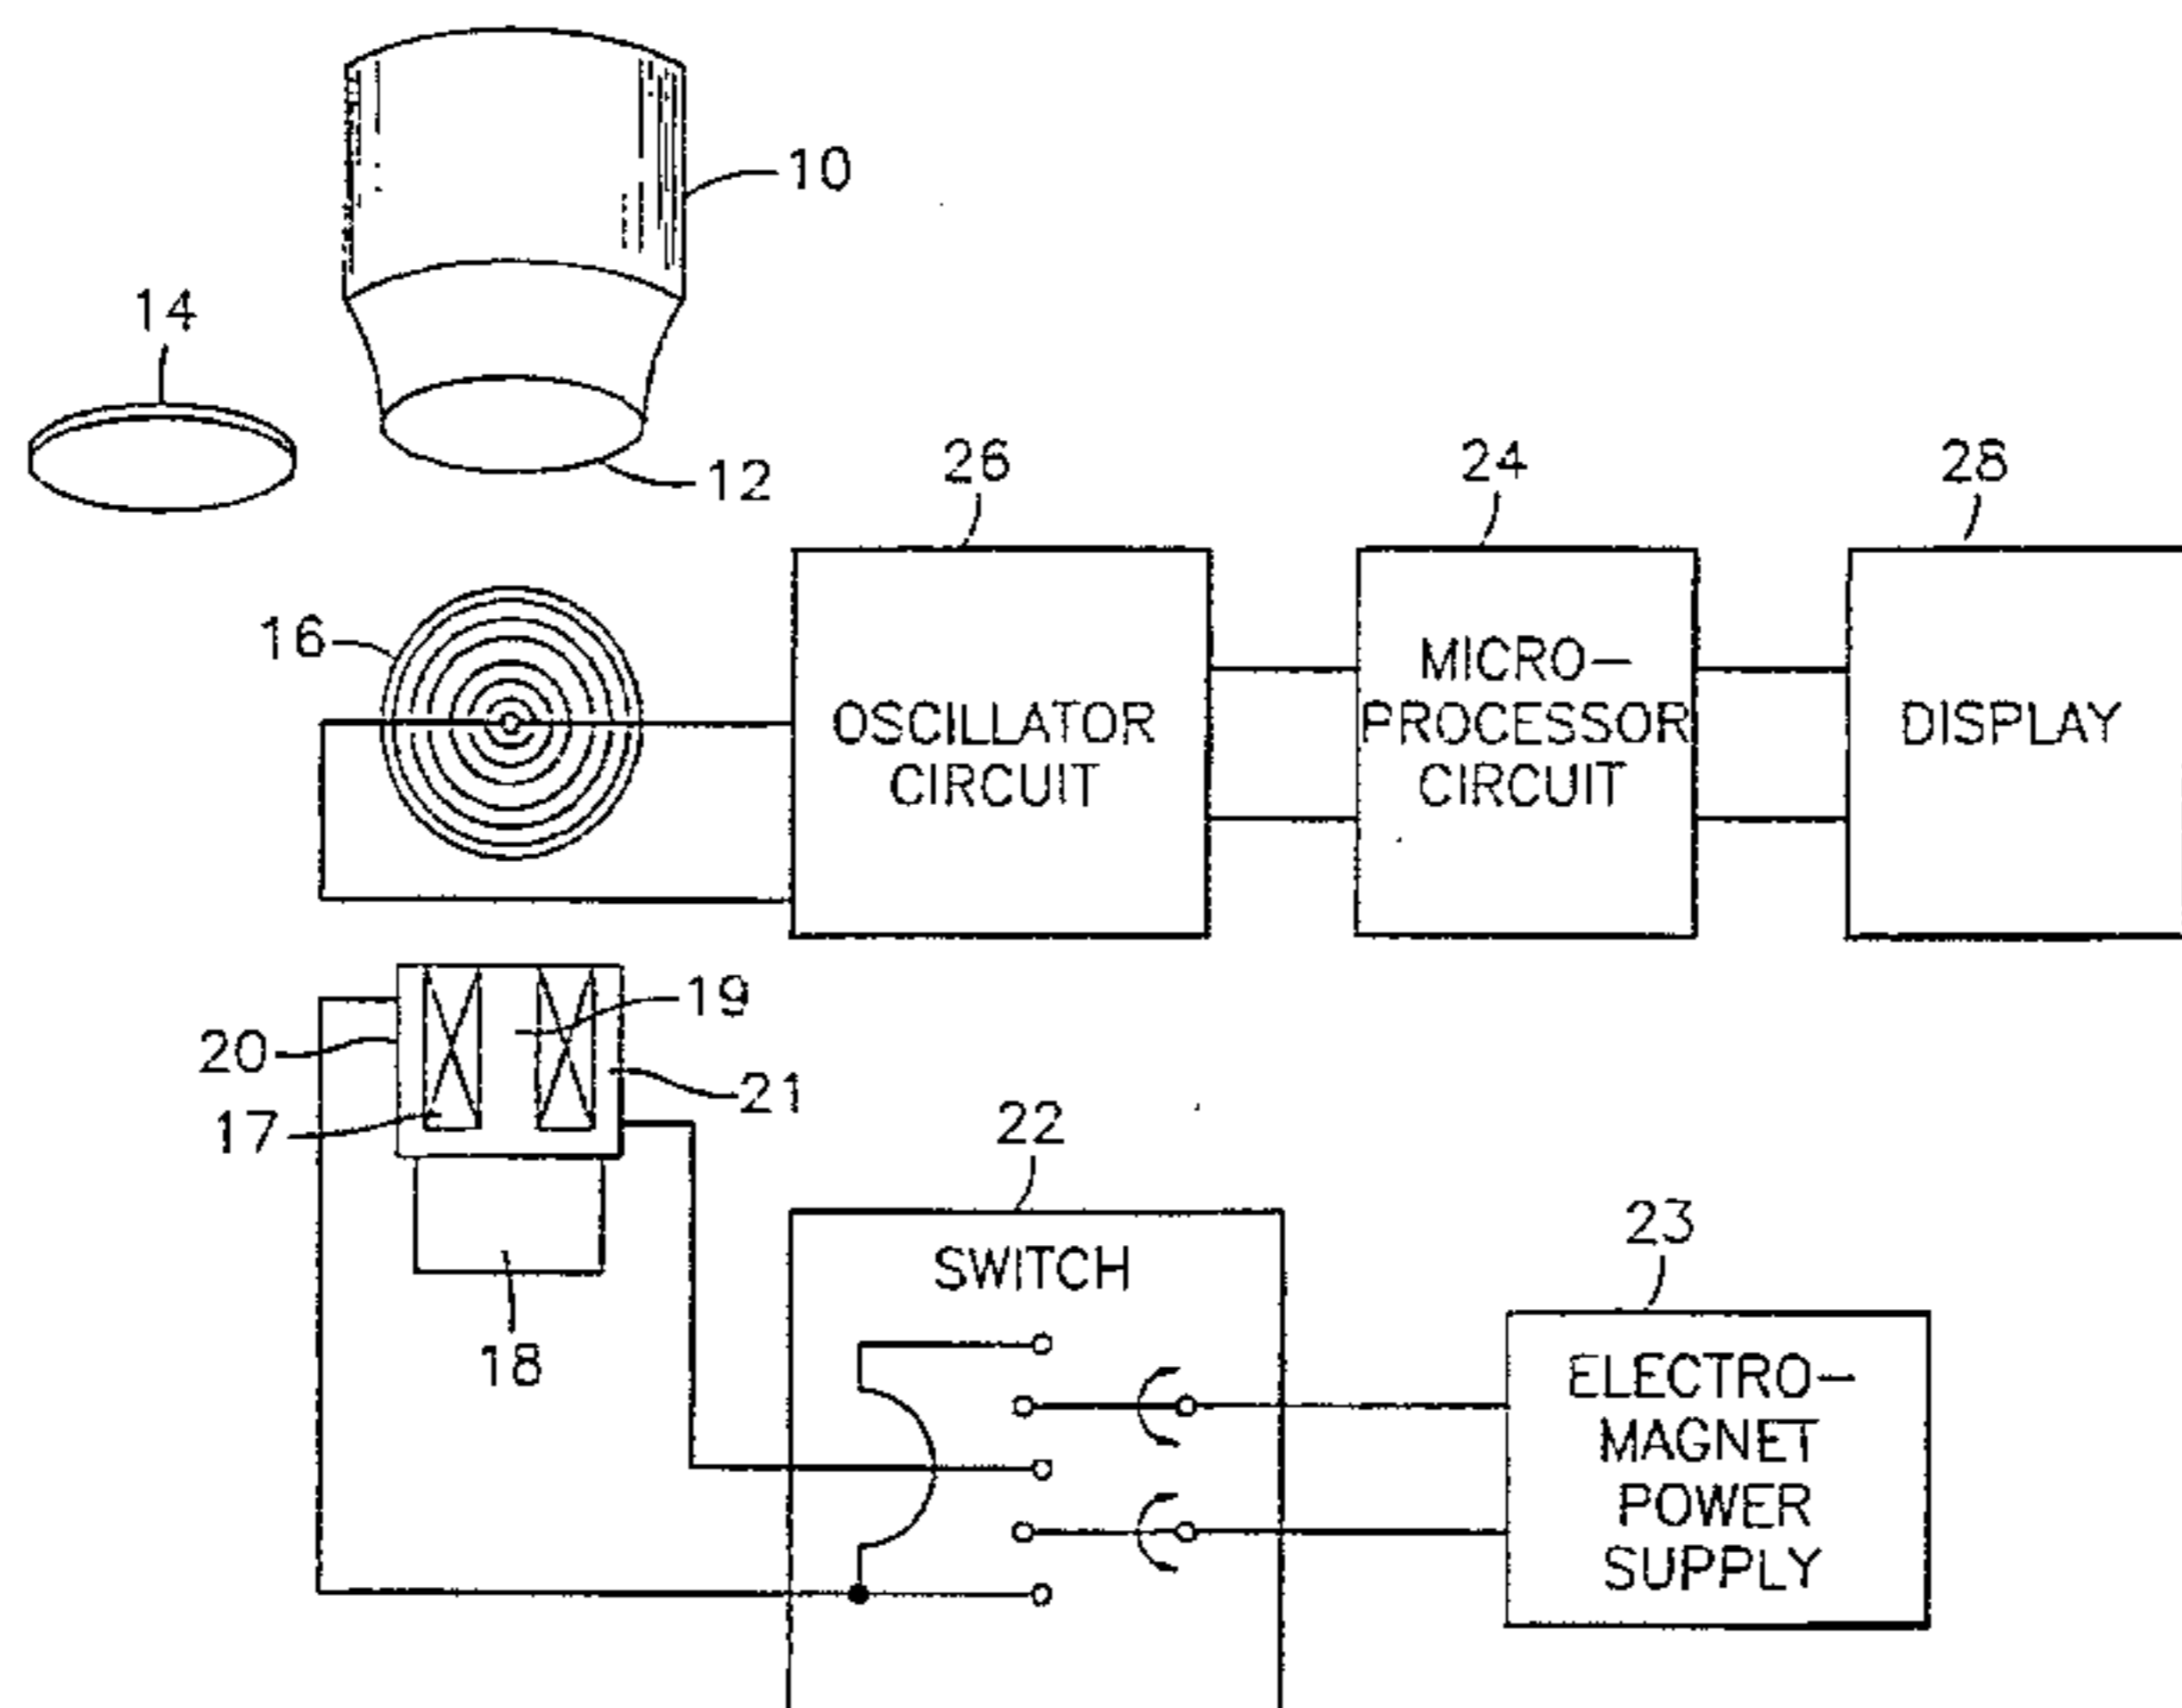 10
14
12
26
24
28
16
MICRO-
OSCILLATOR
PROCESSOR
DISPLAY
CIRCUIT
CIRCUIT
19
20
21
17
22
23
SWITCH
18
ELECTRO-
MAGNET
POWER
SUPPLY